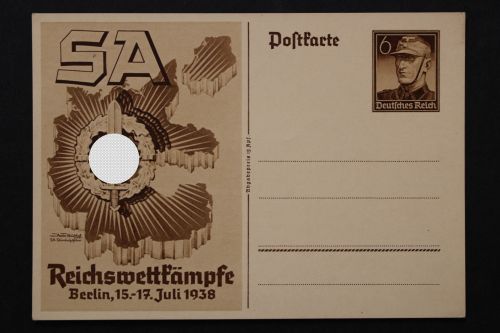 SA
Reichswettkämpfe
Berlin, 15.-17. Juli 1938
Postkarte
6
Deutsches Reich